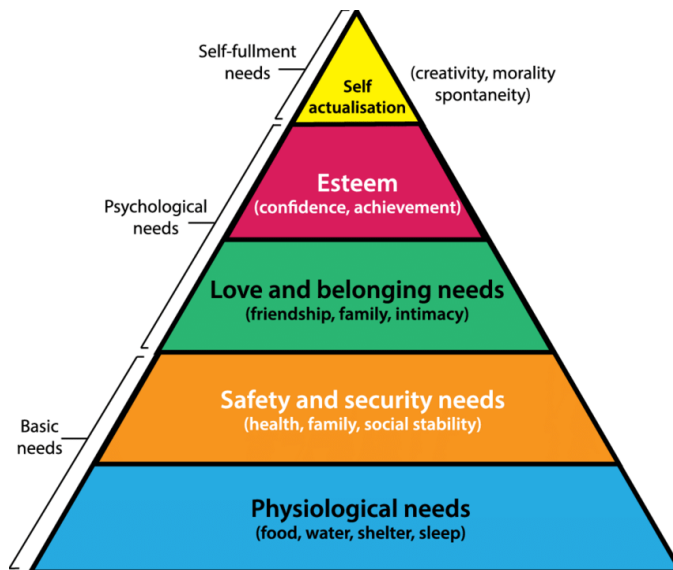 Self-fullment
needs
Self
actualisation
(creativity, morality
spontaneity)
Psychological
needs
Esteem
(confidence, achievement)
Love and belonging needs
(friendship, family, intimacy)
Basic
needs
Safety and security needs
(health, family, social stability)
Physiological needs
(food, water, shelter, sleep)